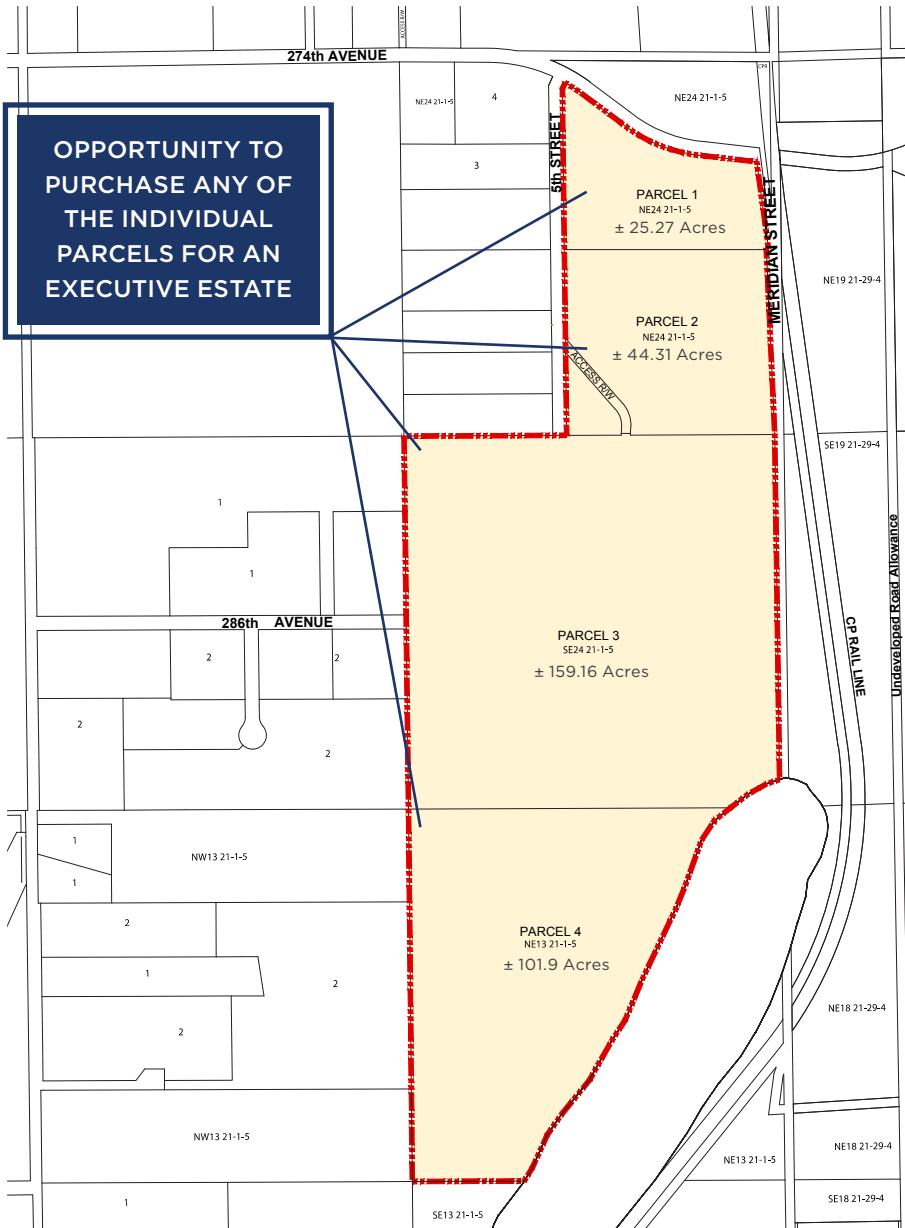 ACCESS R/W
274th AVENUE
CPR
NE24 21-1-5
4
NE24 21-1-5
OPPORTUNITY TO
PURCHASE ANY OF
THE INDIVIDUAL
PARCELS FOR AN
EXECUTIVE ESTATE
5th STREET
3
PARCEL 1
NE24 21-1-5
± 25.27 Acres
MERIDIAN STREET
NE19 21-29-4
PARCEL 2
NE24 21-1-5
± 44.31 Acres
ACCESS R/W
SE19 21-29-4
1
Undeveloped Road Allowance
1
286th AVENUE
PARCEL 3
SE24 21-1-5
± 159.16 Acres
CP RAIL LINE
2
2
2
2
1
NW13 21-1-5
1
2
PARCEL 4
NE13 21-1-5
± 101.9 Acres
1
2
NE18 21-29-4
2
NW13 21-1-5
NE13 21-1-5
NE18 21-29-4
1
SE13 21-1-5
SE18 21-29-4